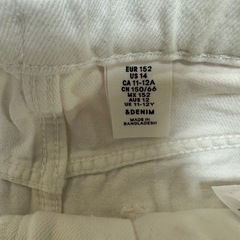 EUR 152
US 14
CA 11-12A
CN 150/66
MX 152
AUS 12
UK 11-12Y
&DENIM
MADE IN
BANGLADESH